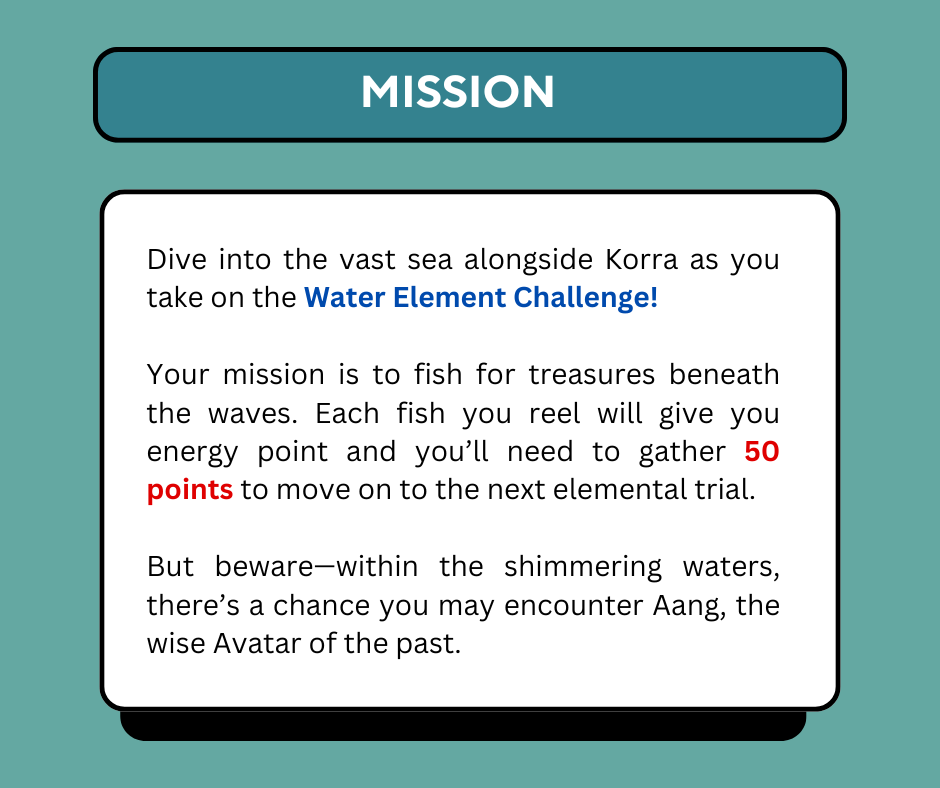 MISSION
Dive into the vast sea alongside Korra as you
take on the Water Element Challenge!
Your mission is to fish for treasures beneath
the waves. Each fish you reel will give you
energy point and you’ll need to gather 50
points to move on to the next elemental trial.
But beware—within the shimmering waters,
there’s a chance you may encounter Aang, the
wise Avatar of the past.